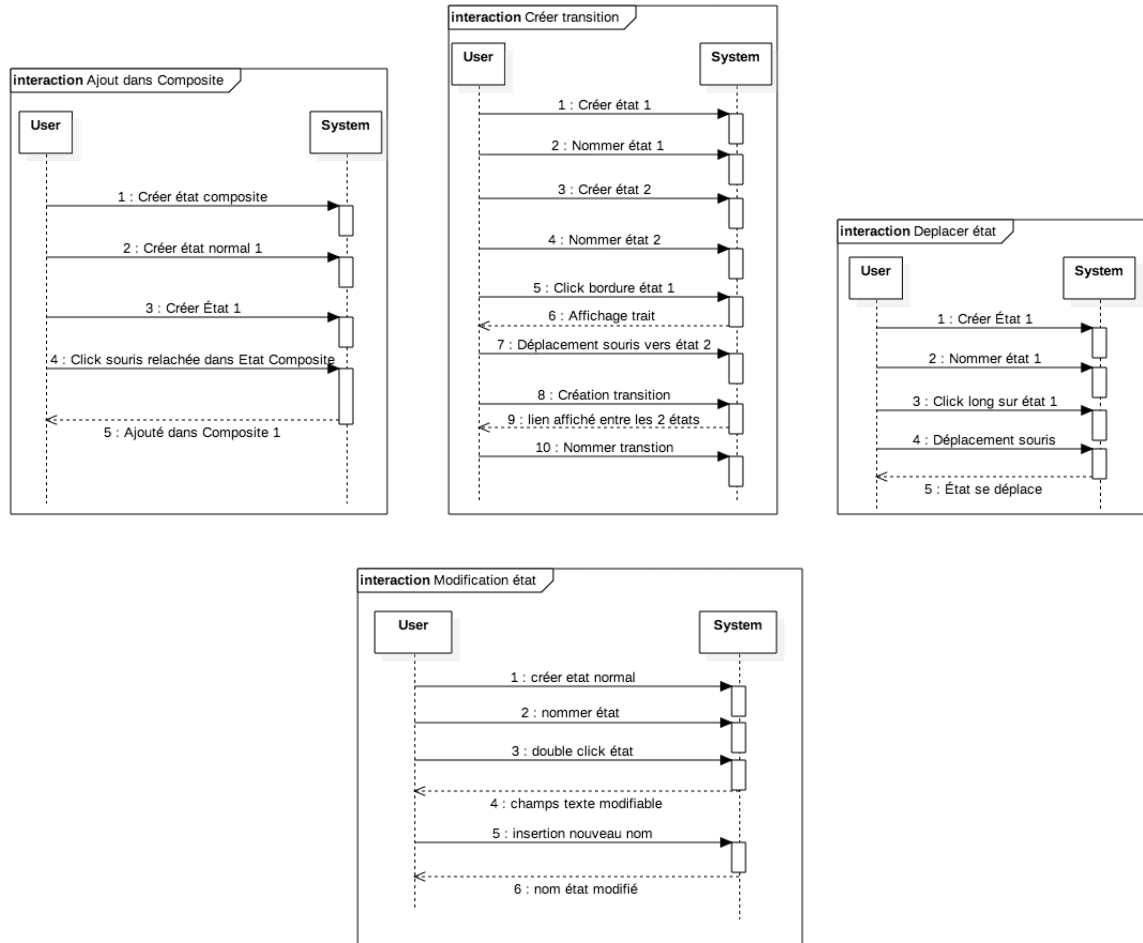 interaction Ajout dans Composite
User
System
1 : Créer état composite
2 : Créer état normal 1
3 : Créer État 1
4 : Click souris relachée dans Etat Composite
5 : Ajouté dans Composite 1
interaction Créer transition
User
System
1 : Créer état 1
2 : Nommer état 1
3 : Créer état 2
4 : Nommer état 2
5 : Click bordure état 1
6 : Affichage trait
7 : Déplacement souris vers état 2
8 : Création transition
9 : lien affiché entre les 2 états
10 : Nommer transtion
interaction Deplacer état
User
System
1 : Créer État 1
2 : Nommer état 1
3 : Click long sur état 1
4 : Déplacement souris
5 : État se déplace
interaction Modification état
User
System
1 : créer etat normal
2 : nommer état
3 : double click état
4 : champs texte modifiable
5 : insertion nouveau nom
6 : nom état modifié